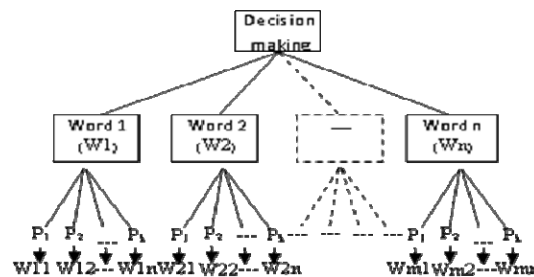 Decision
making
Word 1
(W1)
Word 2
(W2)
—
Word n
(Wn)
P1 P2 ---- Pk P1 P2 --- Pk --- --- --- --- P1 P2 ---- Pk
W11 W12---W1n W21 W22---W2n Wm1 Wm2---Wmn